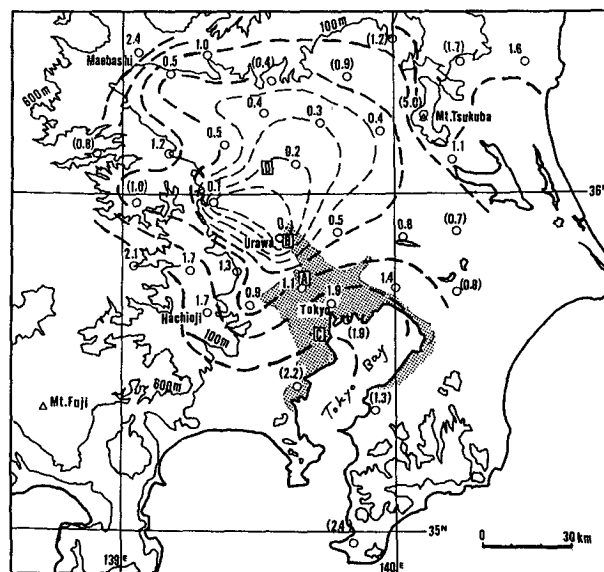 100m
(1.2)
2.4
1.0
(1.7)
1.6
Maebashi
0.5
(0.4)
(0.9)
600m
0.4
0.3
0.4
(5.0)
Mt.Tsukuba
0.5
(0.8)
1.2
0.2
1.1
D
(1.0)
0.1
36°
0.5
0.8
(0.7)
Urawa
B
2.1
1.7
1.3
A
1.1
1.4
(0.8)
0.9
1.9
1.7
Tokyo
Hachioji
C
(1.9)
100m
Tokyo Bay
600m
(2.2)
Mt.Fuji
(1.3)
(2.4)
35°N
0 30 km
139°E
140°E